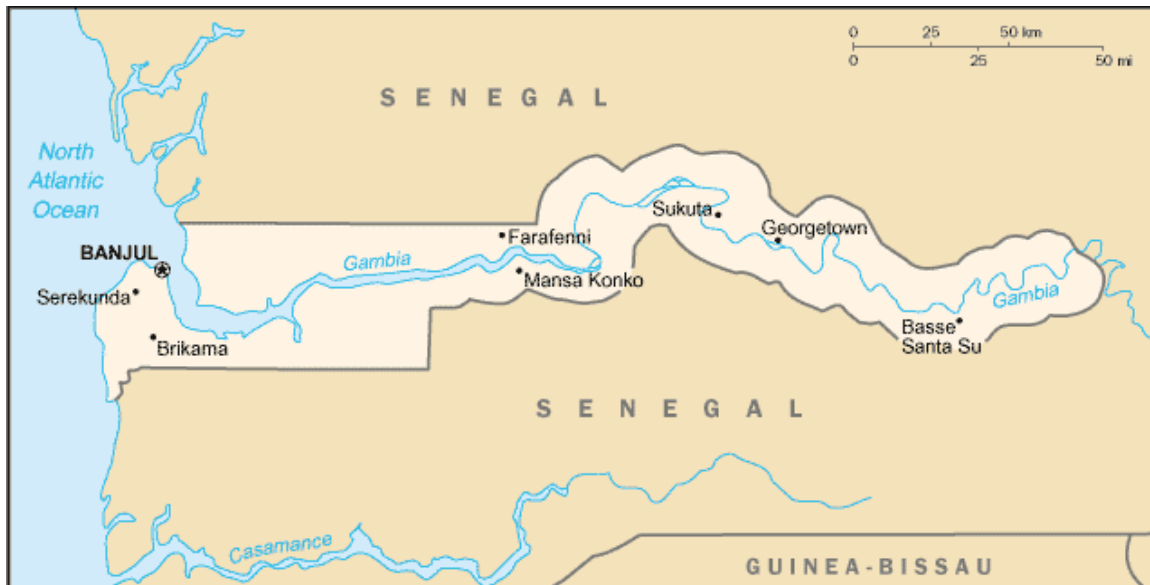 0 25 50 km
0 25 50 mi
SENEGAL
North
Atlantic
Ocean
Sukuta
Georgetown
Farafenni
BANJUL
Gambia
Mansa Konko
Serekunda
Gambia
Basse
Santa Su
Brikama
SENEGAL
Casamance
GUINEA-BISSAU